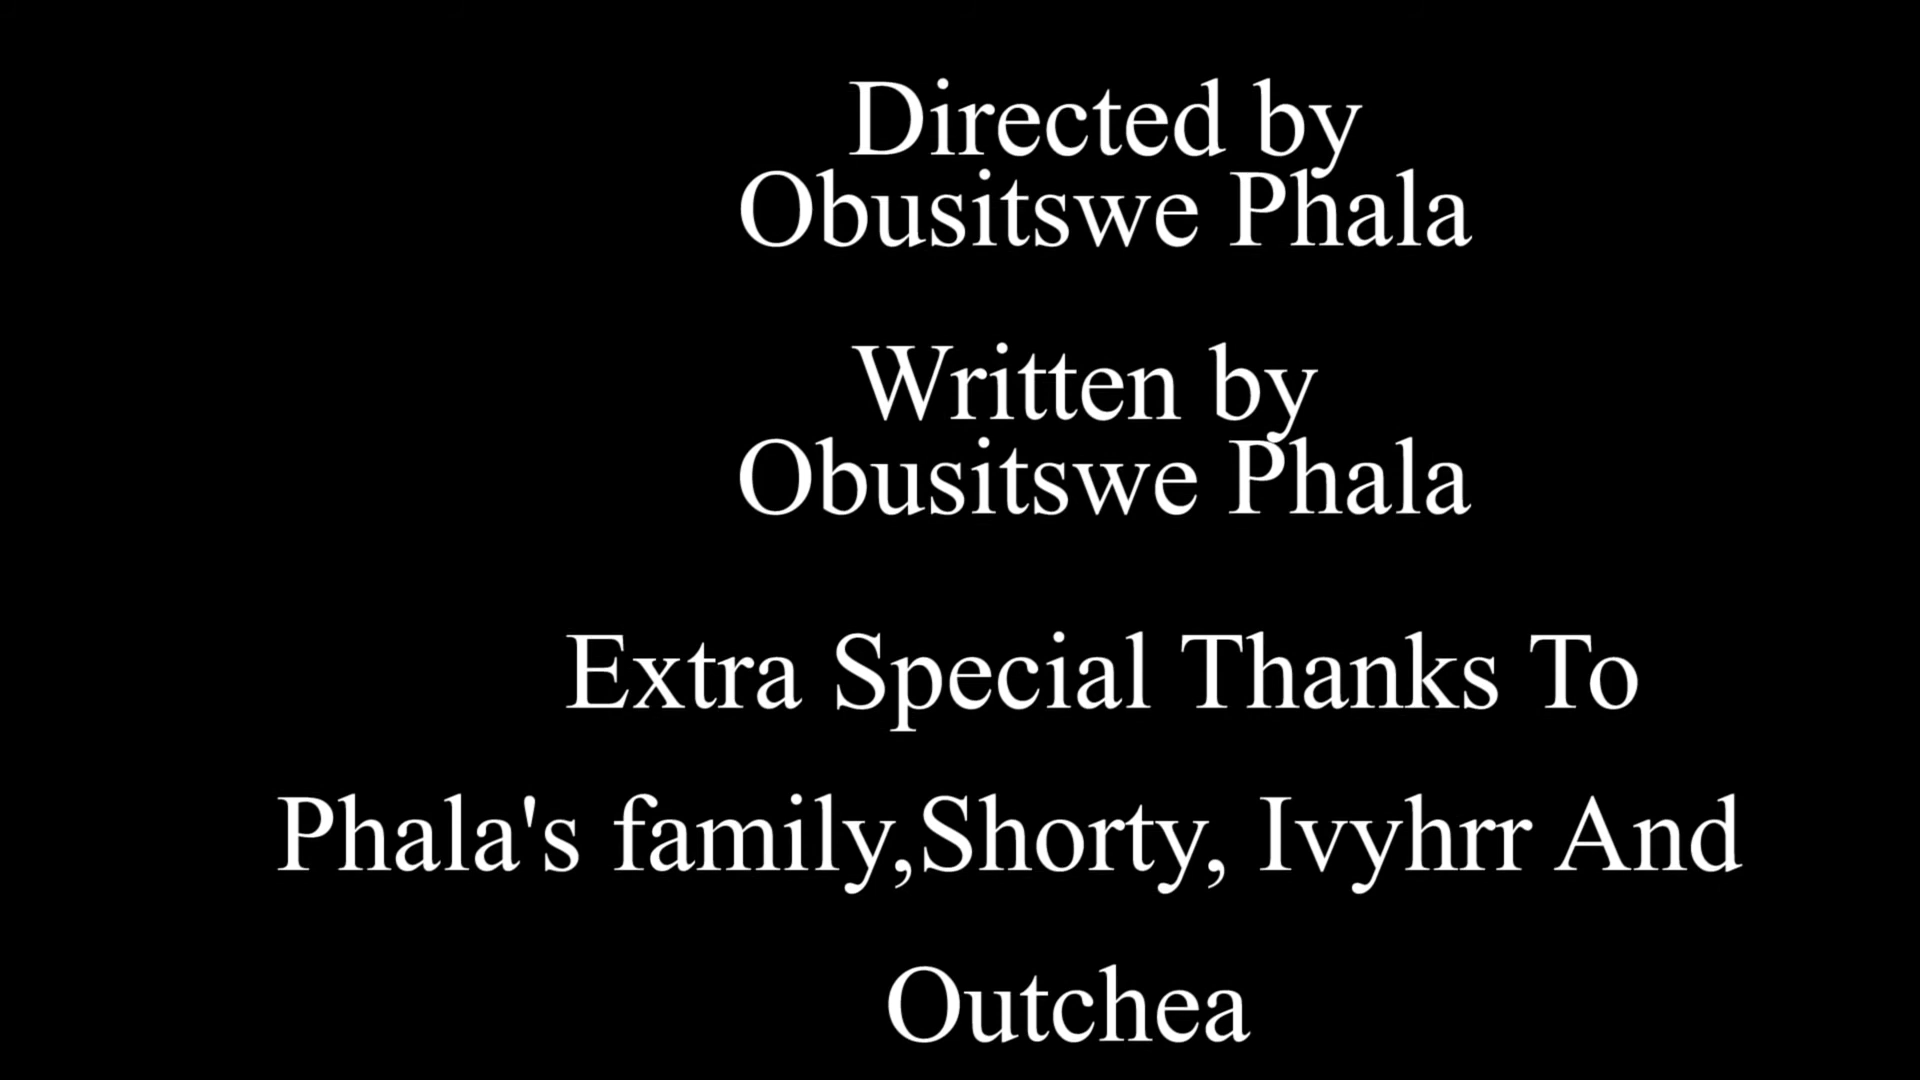 Directed by
Obusitswe Phala
Written by
Obusitswe Phala
Extra Special Thanks To
Phala's family,Shorty, Ivyhrr And
Outchea